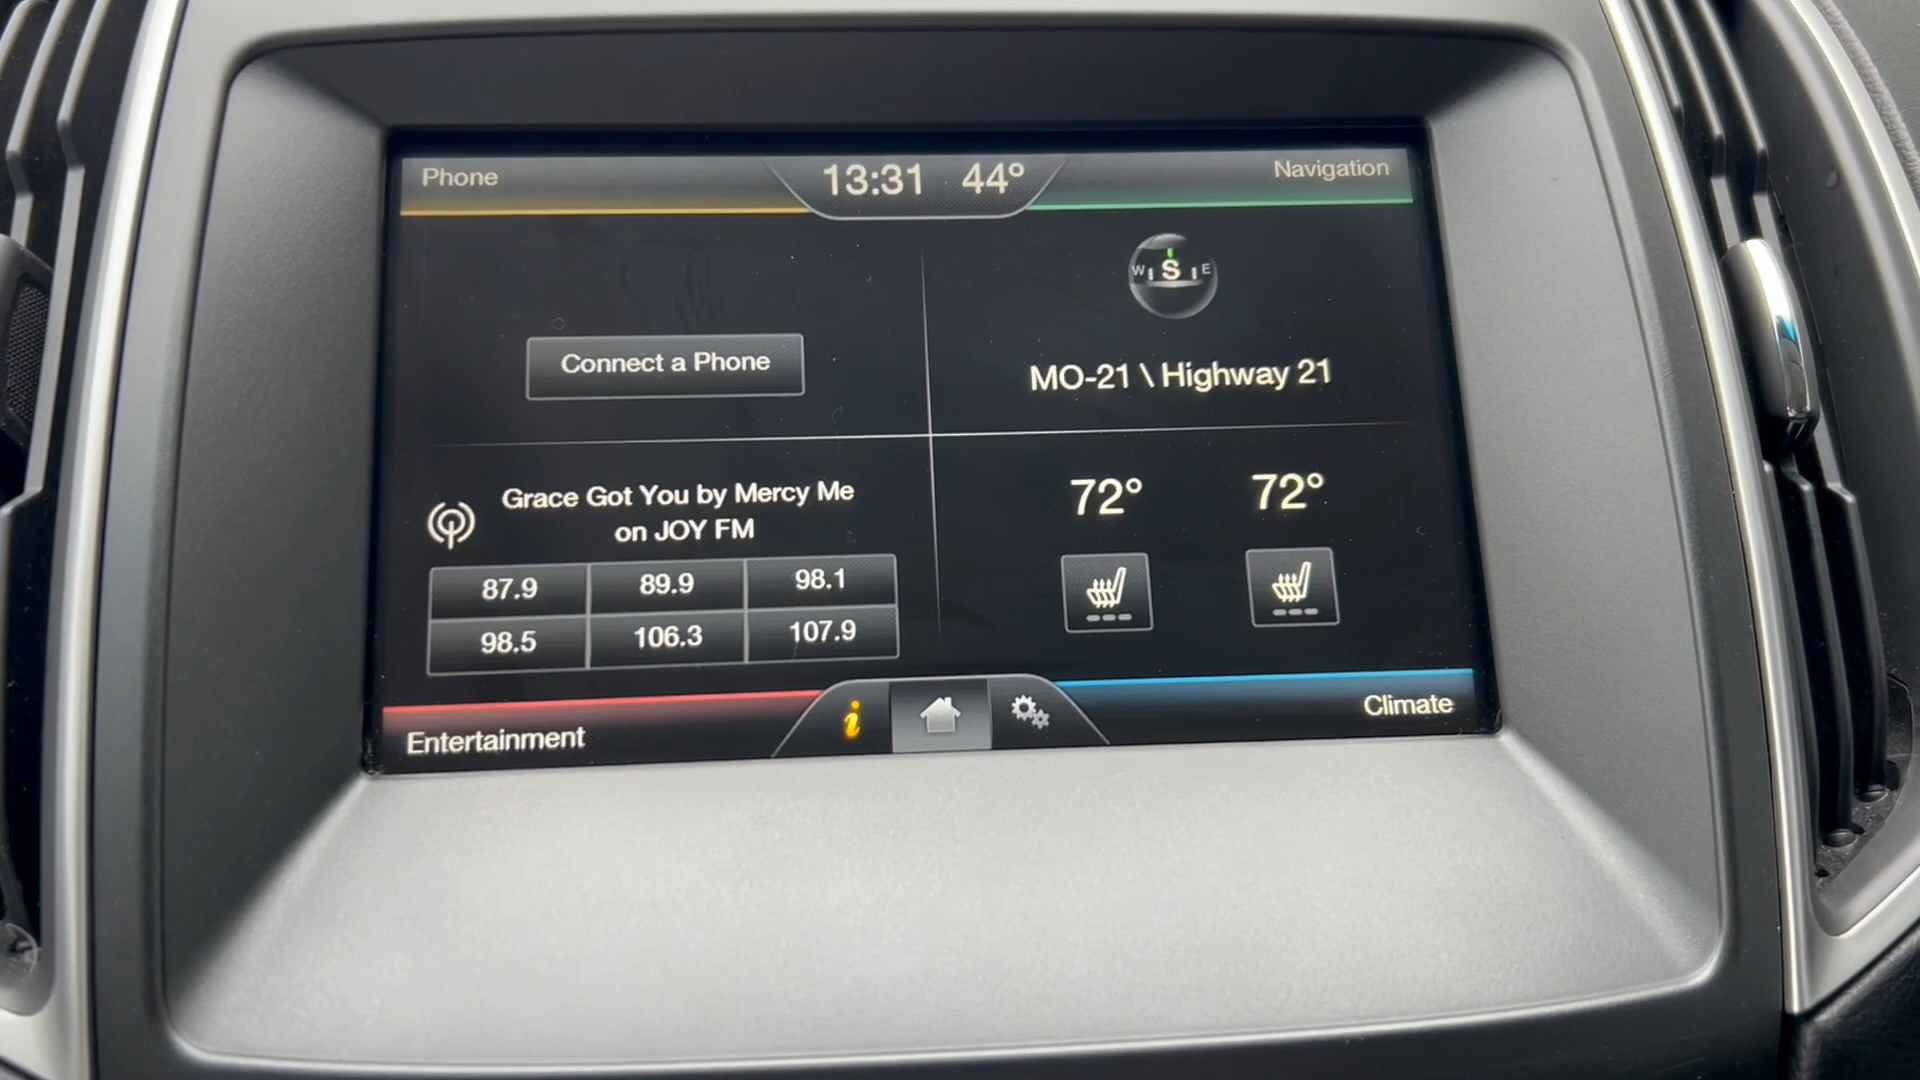 Phone
13:31 44°
Navigation
W S E
Connect a Phone
MO-21 \ Highway 21
Grace Got You by Mercy Me
on JOY FM
72° 72°
87.9 89.9 98.1
98.5 106.3 107.9
Entertainment
i
Climate